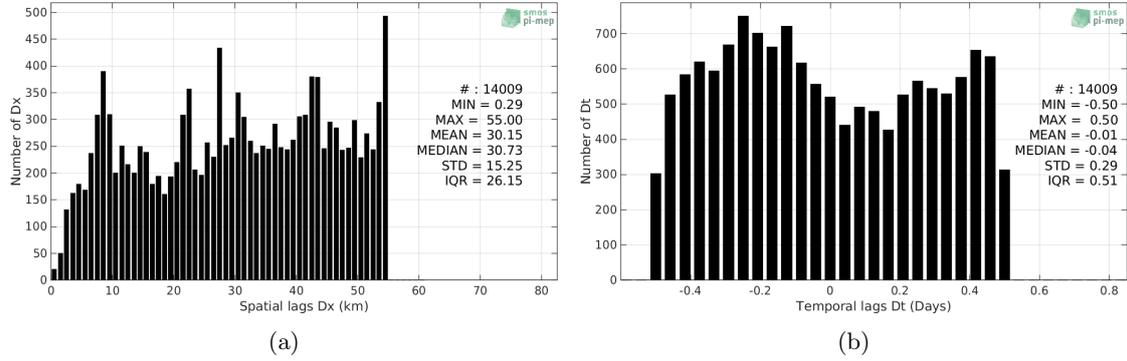 500
450
400
350
300
250
200
150
100
50
0
Number of Dx
smos
pi-mep
# : 14009
MIN = 0.29
MAX = 55.00
MEAN = 30.15
MEDIAN = 30.73
STD = 15.25
IQR = 26.15
0 10 20 30 40 50 60 70 80
Spatial lags Dx (km)
(a)
700
600
500
400
300
200
100
0
Number of Dt
smos
pi-mep
# : 14009
MIN = -0.50
MAX = 0.50
MEAN = -0.01
MEDIAN = -0.04
STD = 0.29
IQR = 0.51
-0.4 -0.2 0 0.2 0.4 0.6 0.8
Temporal lags Dt (Days)
(b)